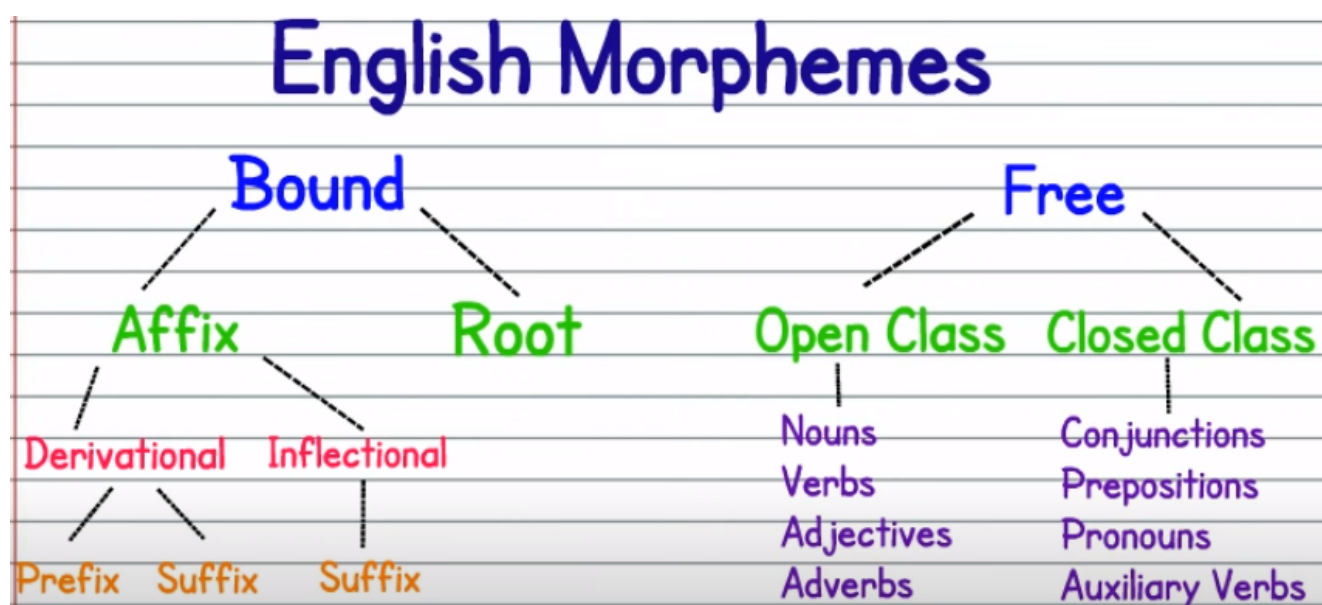 English Morphemes
Bound Free
Affix Root Open Class Closed Class
Derivational Inflectional Nouns Conjunctions
Verbs Prepositions
Adjectives Pronouns
Prefix Suffix Suffix Adverbs Auxiliary Verbs